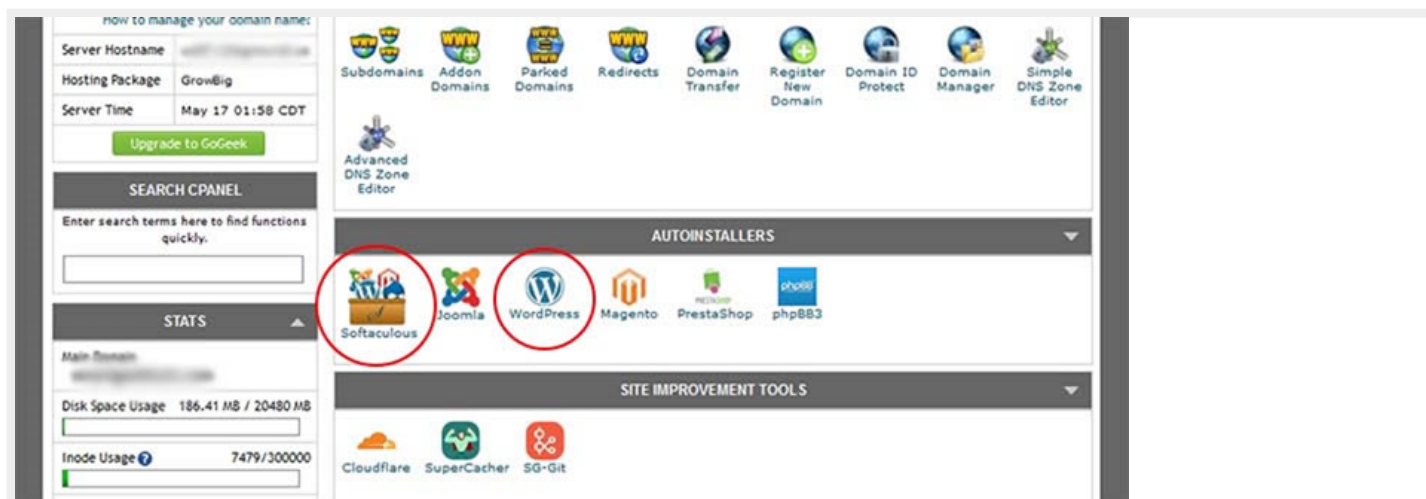 How to manage your domain name:
Server Hostname
Hosting Package GrowBig
Server Time May 17 01:58 CDT
Upgrade to GoGeek
SEARCH CPANEL
Enter search terms here to find functions
quickly.
STATS
Main Domain
Disk Space Usage 186.41 MB / 20480 MB
Inode Usage ? 7479/300000
Subdomains Addon Parked Redirects Domain Register Domain ID Domain Simple
Domains Domains Transfer New Protect Manager DNS Zone
Domain Editor
Advanced
DNS Zone
Editor
AUTOINSTALLERS
Softaculous Joomla WordPress Magento PrestaShop phpBB3
SITE IMPROVEMENT TOOLS
Cloudflare SuperCacher SG-Git